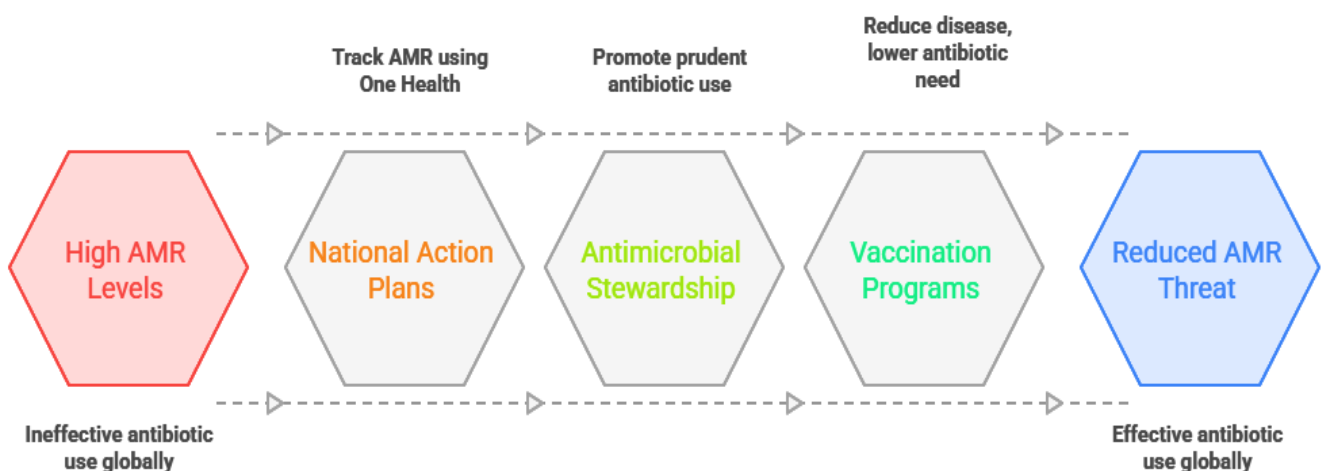 Track AMR using
One Health
Promote prudent
antibiotic use
Reduce disease,
lower antibiotic
need
High AMR
Levels
National Action
Plans
Antimicrobial
Stewardship
Vaccination
Programs
Reduced AMR
Threat
Ineffective antibiotic
use globally
Effective antibiotic
use globally